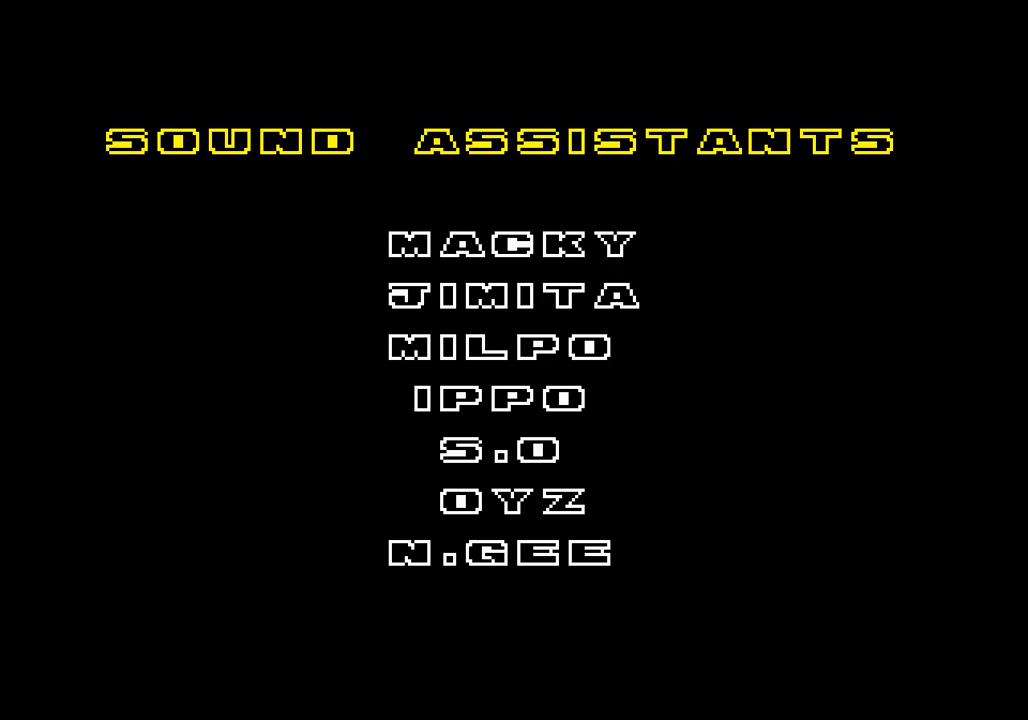 SOUND ASSISTANTS
MACKY
JIMITA
MILPO
IPPO
S.O
OYZ
N.GEE